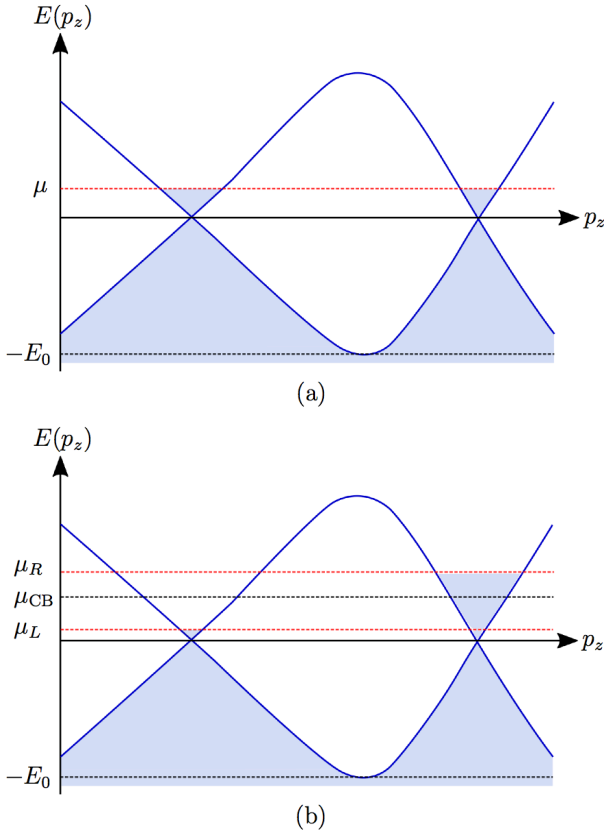 E(p_z)
μ
p_z
−E_0
(a)
E(p_z)
μ_R
μ_CB
μ_L
p_z
−E_0
(b)